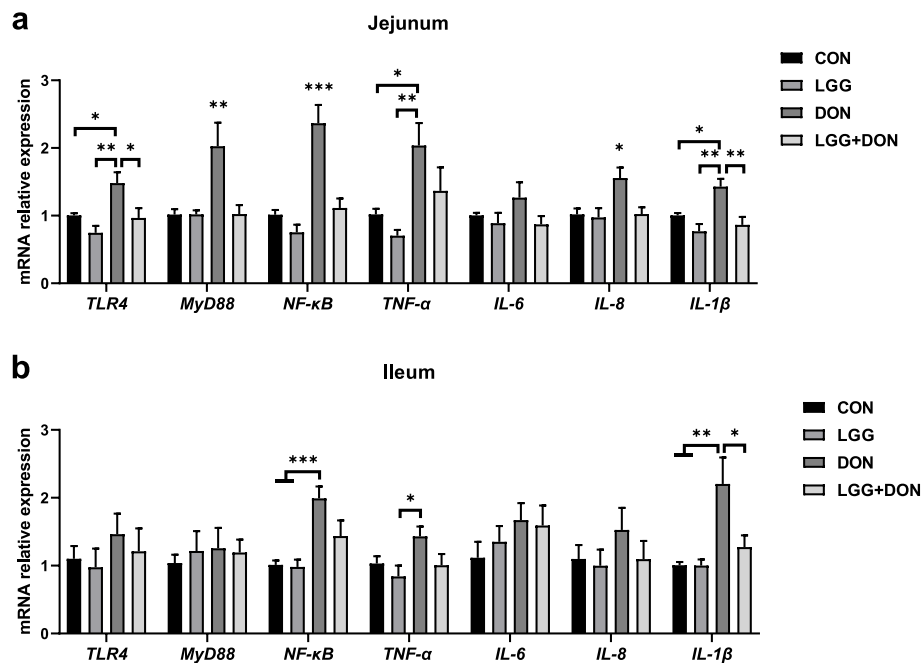 a
Jejunum
CON
LGG
DON
LGG+DON
mRNA relative expression
3
2
1
0
*
**
*
**
***
*
**
*
*
**
**
TLR4
MyD88
NF-κB
TNF-α
IL-6
IL-8
IL-1β
b
Ileum
CON
LGG
DON
LGG+DON
mRNA relative expression
3
2
1
0
***
*
**
*
TLR4
MyD88
NF-κB
TNF-α
IL-6
IL-8
IL-1β